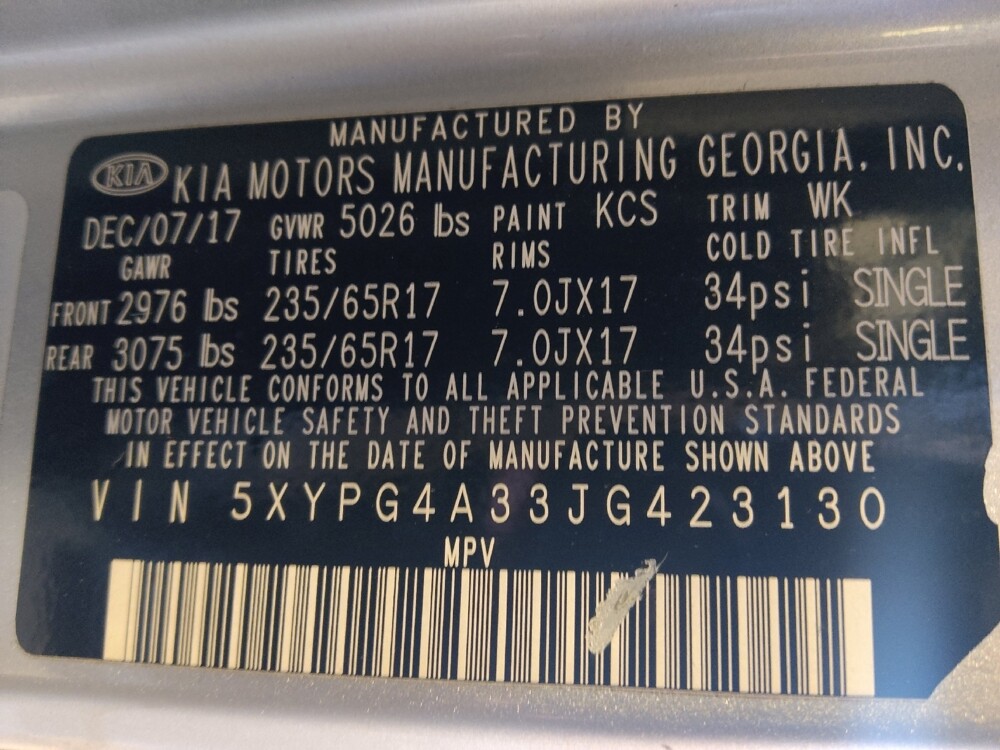 MANUFACTURED BY
KIA KIA MOTORS MANUFACTURING GEORGIA, INC.
DEC/07/17 GVWR 5026 lbs PAINT KCS TRIM WK
GAWR TIRES RIMS COLD TIRE INFL
FRONT 2976 lbs 235/65R17 7.0JX17 34psi SINGLE
REAR 3075 lbs 235/65R17 7.0JX17 34psi SINGLE
THIS VEHICLE CONFORMS TO ALL APPLICABLE U.S.A. FEDERAL
MOTOR VEHICLE SAFETY AND THEFT PREVENTION STANDARDS
IN EFFECT ON THE DATE OF MANUFACTURE SHOWN ABOVE
VIN 5XYPG4A33JG423130
MPV